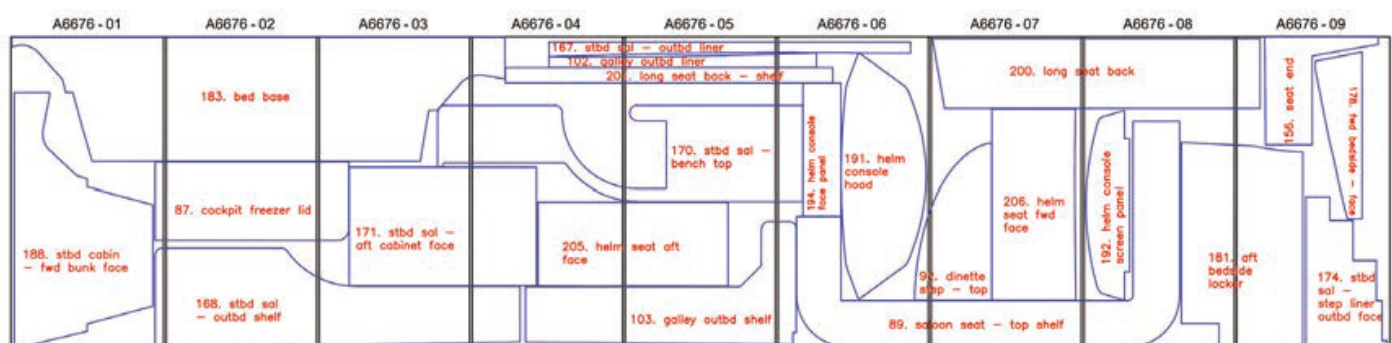 A6676 - 01
A6676 - 02
A6676 - 03
A6676 - 04
A6676 - 05
A6676 - 06
A6676 - 07
A6676 - 08
A6676 - 09
167. stbd sal - outbd liner
102. galley outbd liner
201. long seat back - shelf
200. long seat back
183. bed base
156. seat end
178. fwd bedside - face
170. stbd sal -
bench top
194. helm console
face panel
191. helm
console
hood
206. helm
seat fwd
face
192. helm console
screen panel
87. cockpit freezer lid
171. stbd sal -
aft cabinet face
205. helm seat aft
face
188. stbd cabin
- fwd bunk face
181. aft
bedside
locker
174. stbd
sal -
step liner
outbd face
168. stbd sal
- outbd shelf
92. dinette
step - top
103. galley outbd shelf
89. saloon seat - top shelf